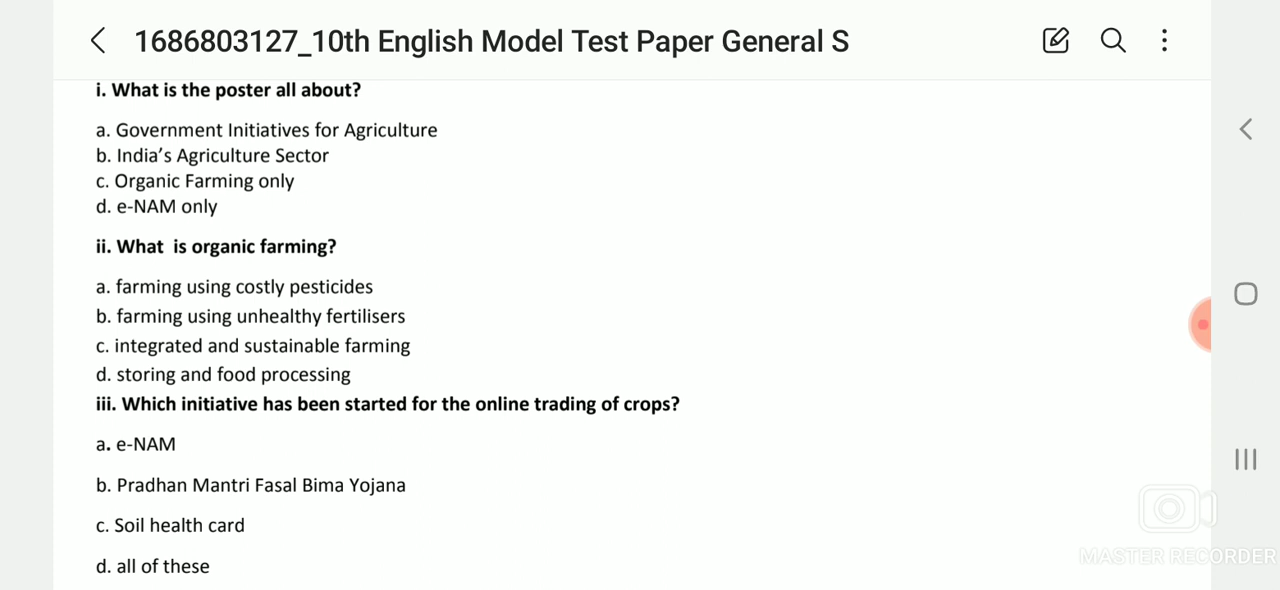 1686803127_10th English Model Test Paper General S
i. What is the poster all about?
a. Government Initiatives for Agriculture
b. India's Agriculture Sector
c. Organic Farming only
d. e-NAM only
ii. What is organic farming?
a. farming using costly pesticides
b. farming using unhealthy fertilisers
c. integrated and sustainable farming
d. storing and food processing
iii. Which initiative has been started for the online trading of crops?
a. e-NAM
b. Pradhan Mantri Fasal Bima Yojana
c. Soil health card
d. all of these
MASTER RECORDER